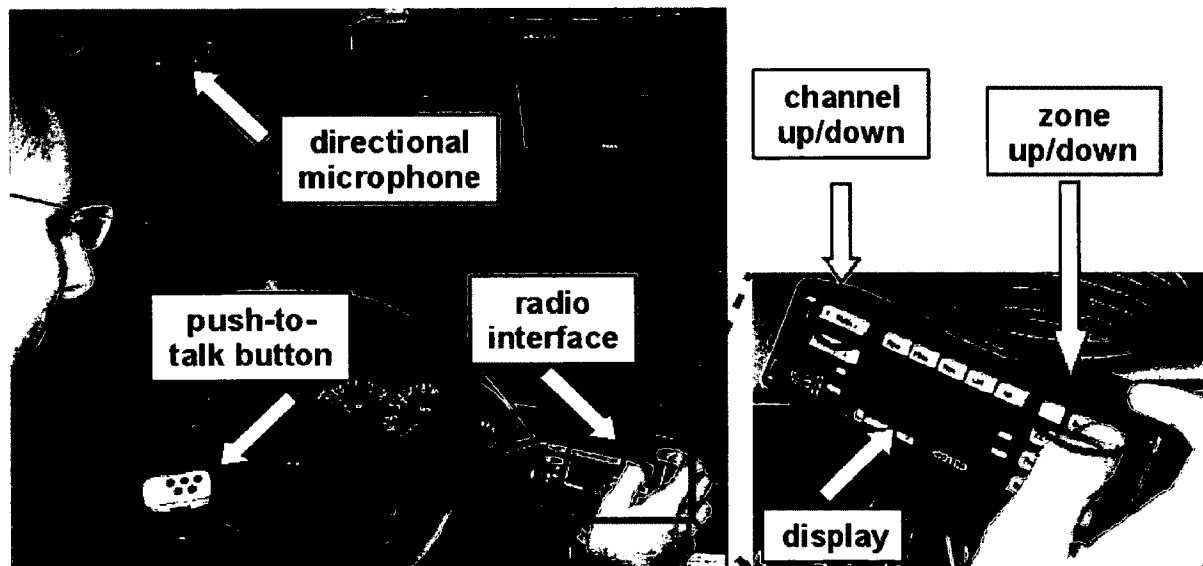 directional
microphone
push-to-
talk button
radio
interface
channel
up/down
zone
up/down
display